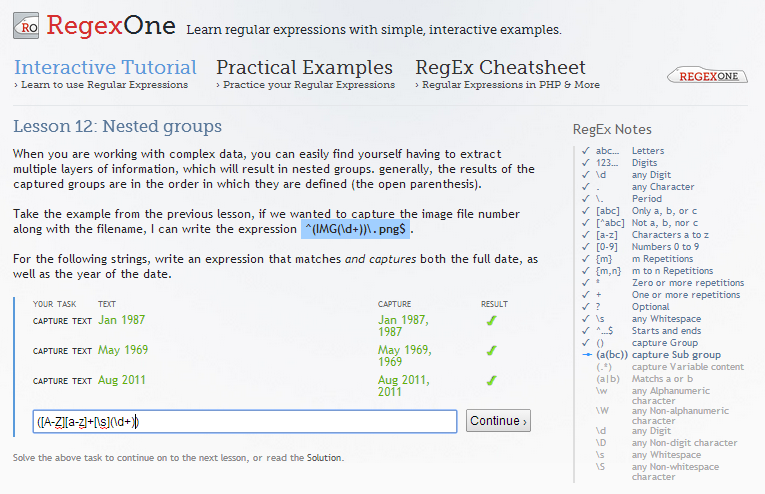 RO RegexOne Learn regular expressions with simple, interactive examples.
Interactive Tutorial Practical Examples RegEx Cheatsheet
› Learn to use Regular Expressions › Practice your Regular Expressions › Regular Expressions in PHP & More
REGEXONE
Lesson 12: Nested groups
When you are working with complex data, you can easily find yourself having to extract
multiple layers of information, which will result in nested groups. generally, the results of the
captured groups are in the order in which they are defined (the open parenthesis).
Take the example from the previous lesson, if we wanted to capture the image file number
along with the filename, I can write the expression ^(IMG(\d+))\.png$ .
For the following strings, write an expression that matches and captures both the full date, as
well as the year of the date.
YOUR TASK TEXT CAPTURE RESULT
CAPTURE TEXT Jan 1987 Jan 1987,
1987
CAPTURE TEXT May 1969 May 1969,
1969
CAPTURE TEXT Aug 2011 Aug 2011,
2011
([A-Z][a-z]+[\s](\d+)) Continue ›
Solve the above task to continue on to the next lesson, or read the Solution.
RegEx Notes
✓ abc… Letters
✓ 123… Digits
✓ \d any Digit
✓ . any Character
✓ \. Period
✓ [abc] Only a, b, or c
✓ [^abc] Not a, b, nor c
✓ [a-z] Characters a to z
✓ [0-9] Numbers 0 to 9
✓ {m} m Repetitions
✓ {m,n} m to n Repetitions
✓ * Zero or more repetitions
✓ + One or more repetitions
✓ ? Optional
✓ \s any Whitespace
✓ ^…$ Starts and ends
✓ () capture Group
(a(bc)) capture Sub group
(.*) capture Variable content
(a|b) Matchs a or b
\w any Alphanumeric
character
\W any Non-alphanumeric
character
\d any Digit
\D any Non-digit character
\s any Whitespace
\S any Non-whitespace
character